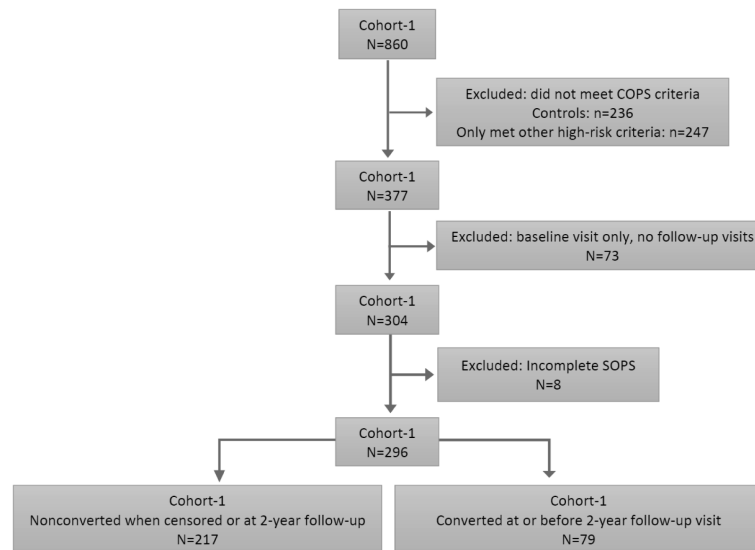 Cohort-1
N=860
Excluded: did not meet COPS criteria
Controls: n=236
Only met other high-risk criteria: n=247
Cohort-1
N=377
Excluded: baseline visit only, no follow-up visits
N=73
Cohort-1
N=304
Excluded: Incomplete SOPS
N=8
Cohort-1
N=296
Cohort-1
Nonconverted when censored or at 2-year follow-up
N=217
Cohort-1
Converted at or before 2-year follow-up visit
N=79